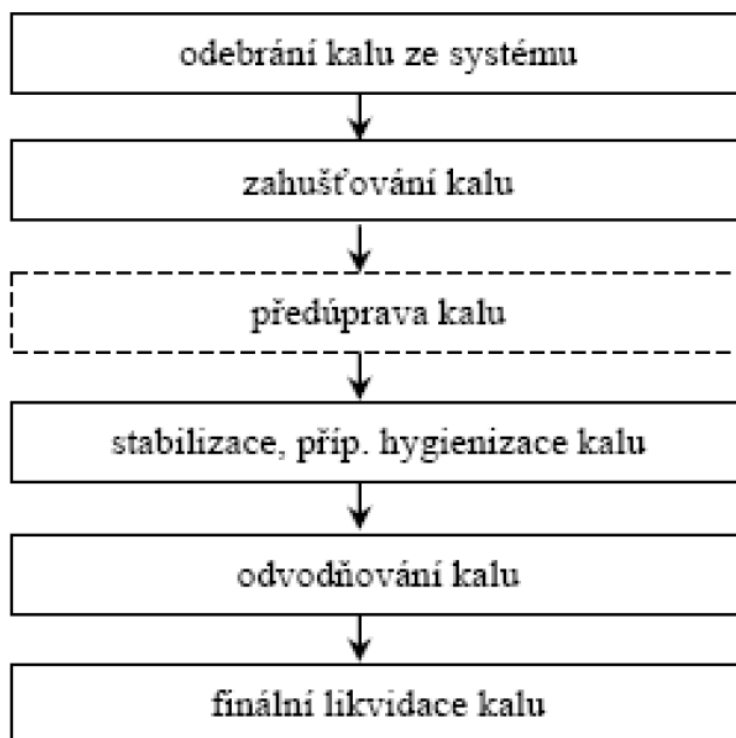 odebrání kalu ze systému
zahušťování kalu
předúprava kalu
stabilizace, příp. hygienizace kalu
odvodňování kalu
finální likvidace kalu